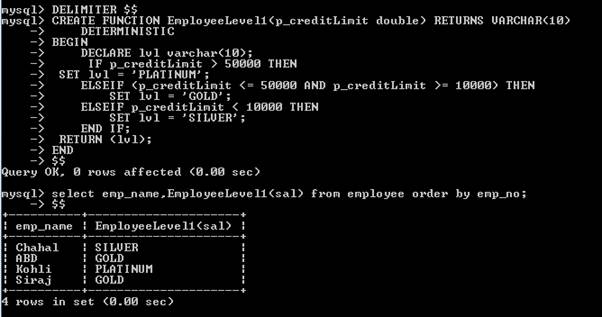 mysql> DELIMITER $$
mysql> CREATE FUNCTION EmployeeLevel1(p_creditLimit double) RETURNS VARCHAR(10)
    ->     DETERMINISTIC
    -> BEGIN
    ->     DECLARE lvl varchar(10);
    ->      IF p_creditLimit > 50000 THEN
    ->  SET lvl = 'PLATINUM';
    ->     ELSEIF (p_creditLimit <= 50000 AND p_creditLimit >= 10000) THEN
    ->         SET lvl = 'GOLD';
    ->     ELSEIF p_creditLimit < 10000 THEN
    ->         SET lvl = 'SILVER';
    ->     END IF;
    ->  RETURN (lvl);
    -> END
    -> $$
Query OK, 0 rows affected (0.00 sec)
mysql> select emp_name,EmployeeLevel1(sal) from employee order by emp_no;
    -> $$
+----------+---------------------+
| emp_name | EmployeeLevel1(sal) |
+----------+---------------------+
| Chahal   | SILVER              |
| ABD      | GOLD                |
| Kohli    | PLATINUM            |
| Siraj    | GOLD                |
+----------+---------------------+
4 rows in set (0.00 sec)